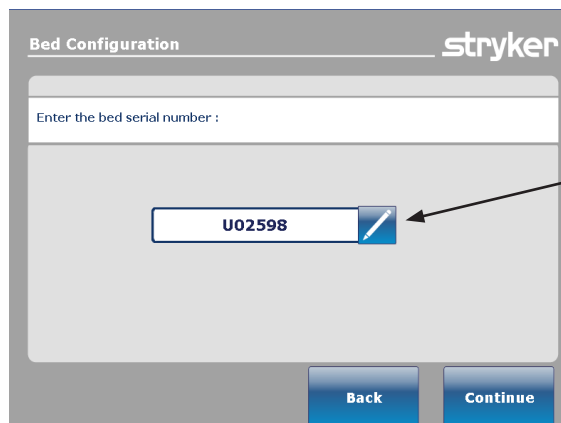 Bed Configuration
stryker
Enter the bed serial number :
U02598
Back
Continue